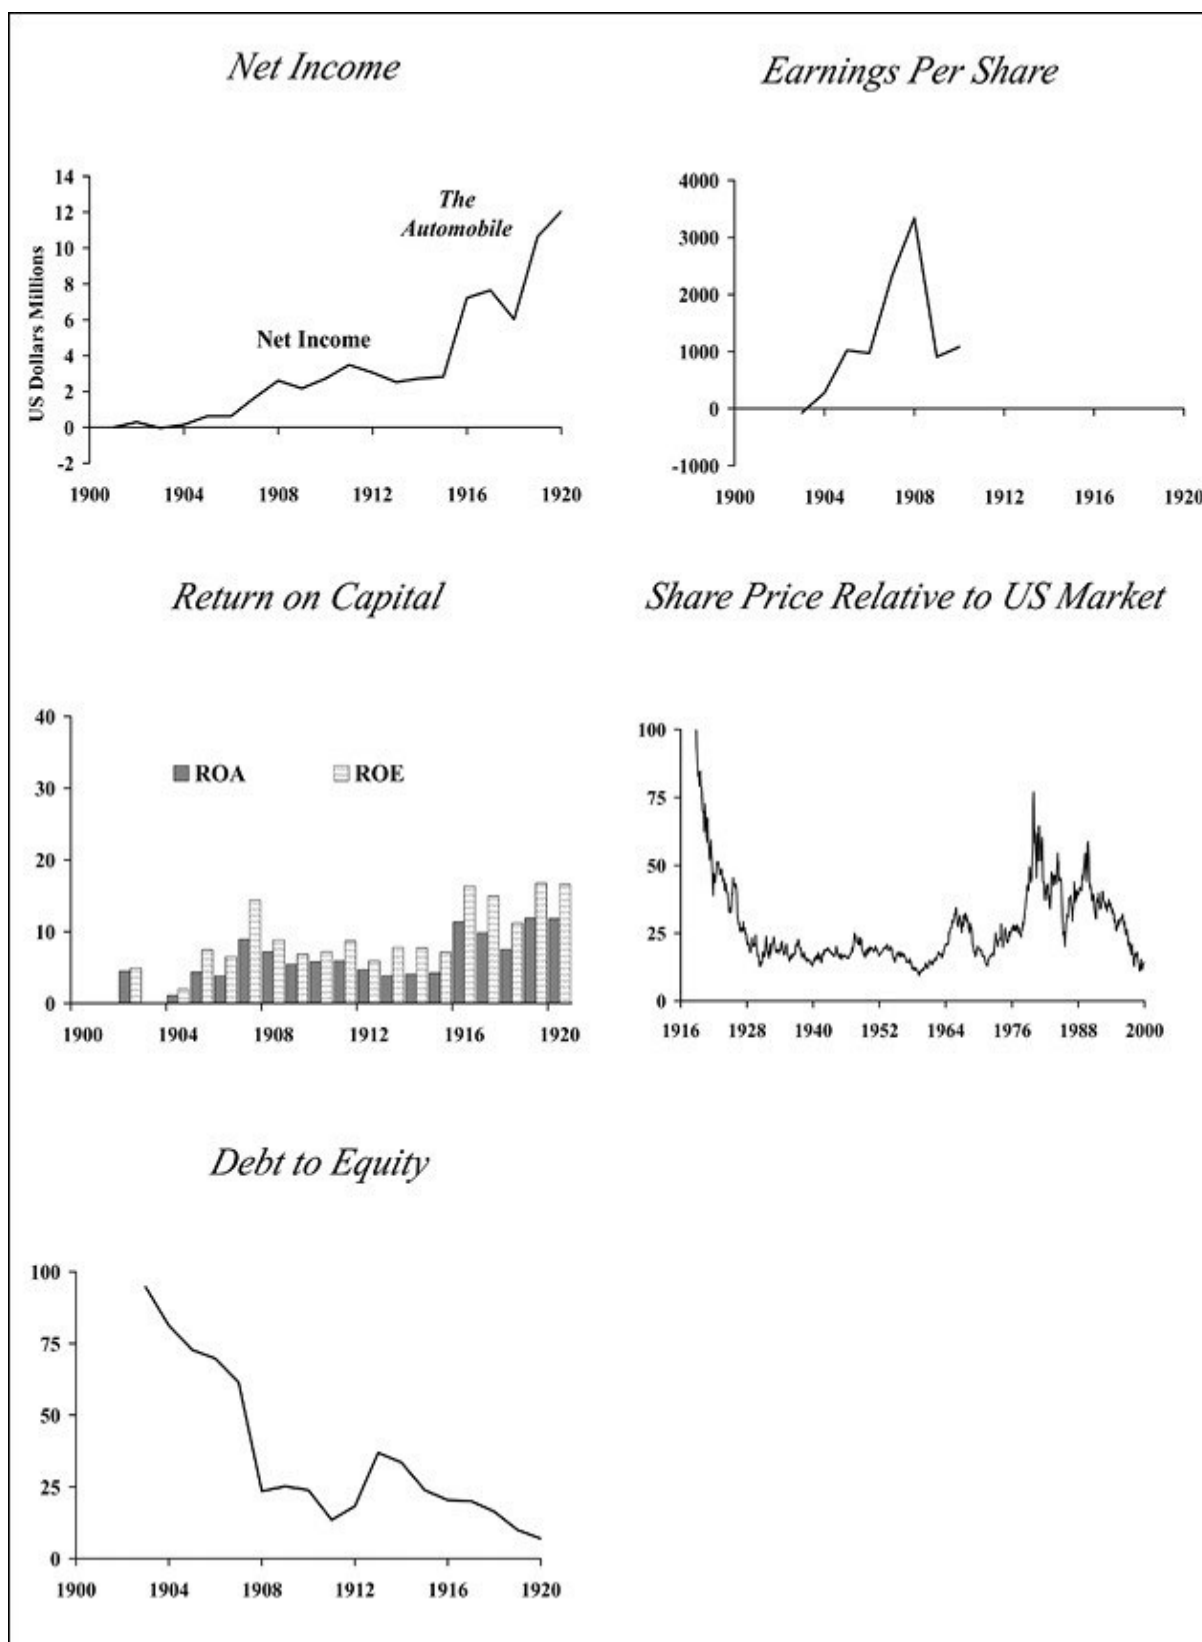 Net Income
Earnings Per Share
14
12
10
8
6
4
2
0
-2
US Dollars Millions
The
Automobile
Net Income
1900 1904 1908 1912 1916 1920
4000
3000
2000
1000
0
-1000
1900 1904 1908 1912 1916 1920
Return on Capital
Share Price Relative to US Market
40
30
20
10
0
ROA ROE
1900 1904 1908 1912 1916 1920
100
75
50
25
0
1916 1928 1940 1952 1964 1976 1988 2000
Debt to Equity
100
75
50
25
0
1900 1904 1908 1912 1916 1920